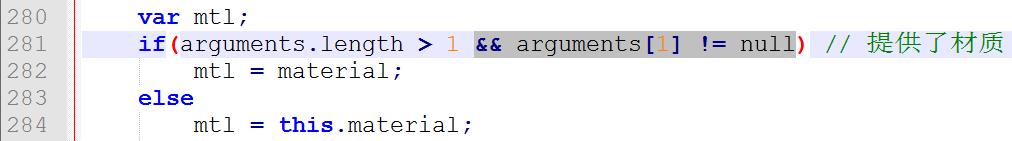 280 var mtl;
281 if(arguments.length > 1 && arguments[1] != null) // 提供了材质
282 mtl = material;
283 else
284 mtl = this.material;